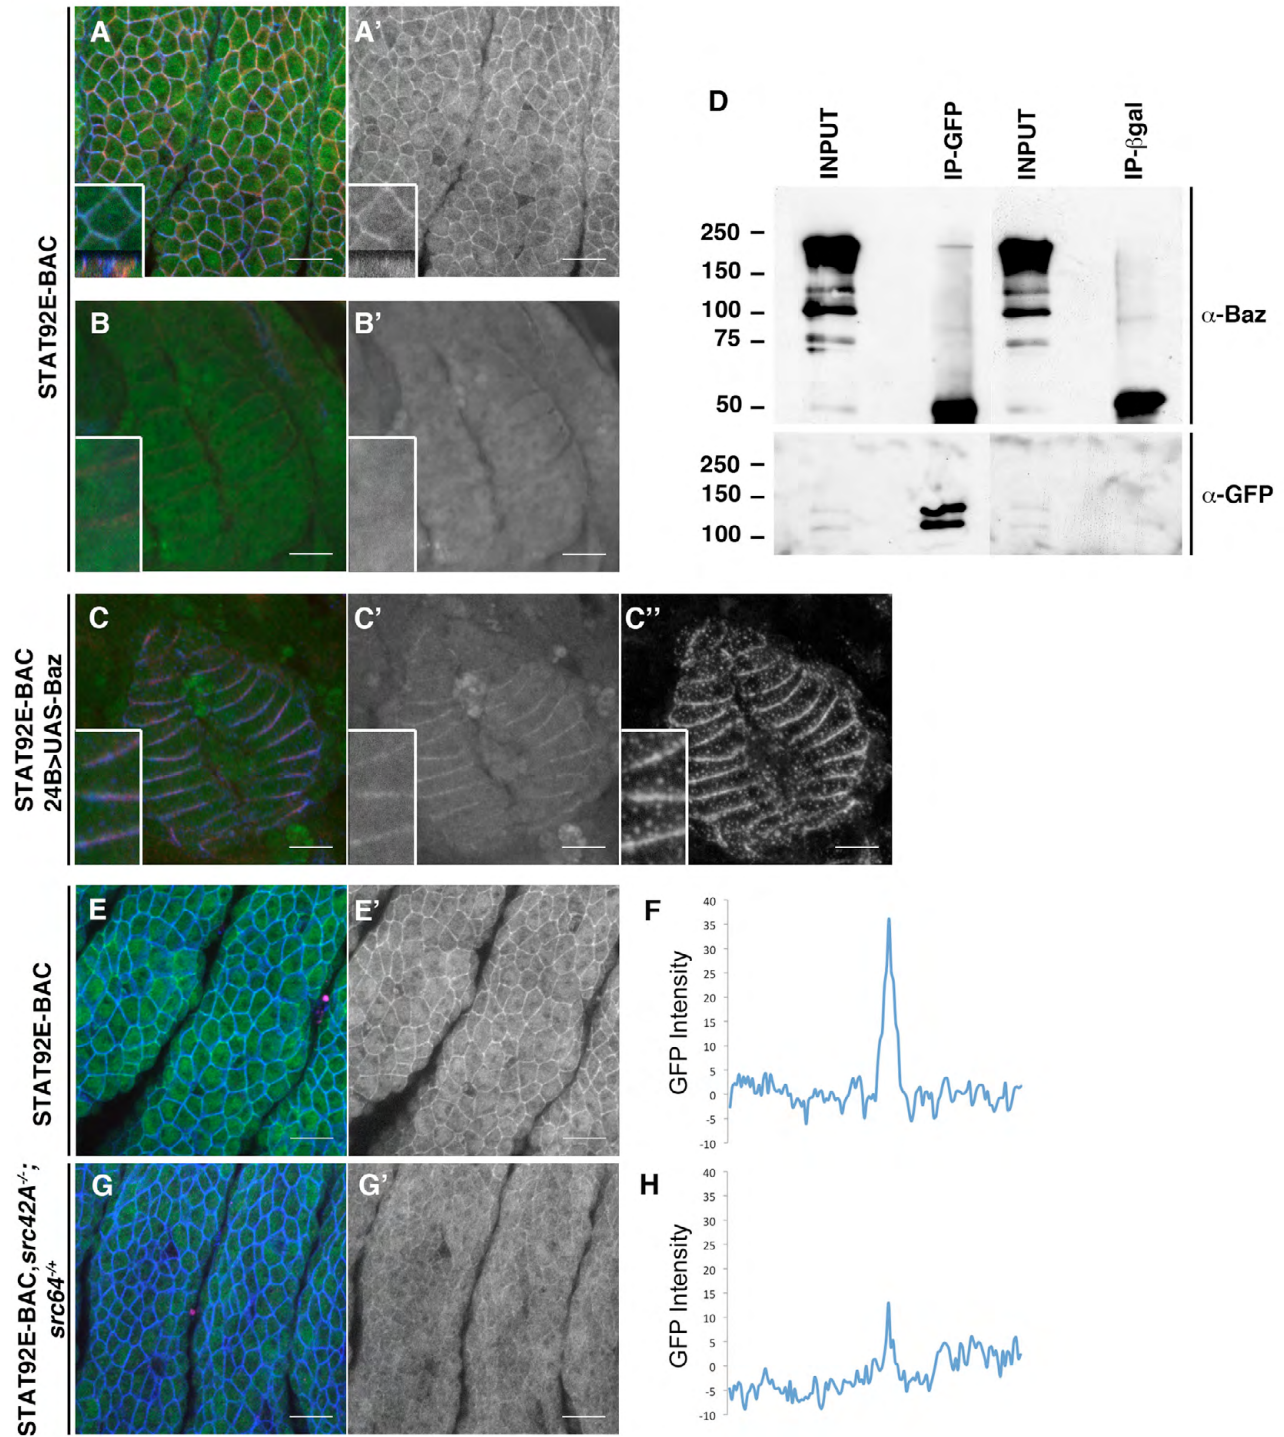 A
A'
STAT92E-BAC
B
B'
D
INPUT
IP-GFP
INPUT
IP-βgal
250
150
100
75
50
α-Baz
250
150
100
α-GFP
STAT92E-BAC
24B>UAS-Baz
C
C'
C''
STAT92E-BAC
E
E'
F
GFP Intensity
40
35
30
25
20
15
10
5
0
-5
-10
STAT92E-BAC,src42A-/-;
src64-/+
G
G'
H
GFP Intensity
40
35
30
25
20
15
10
5
0
-5
-10